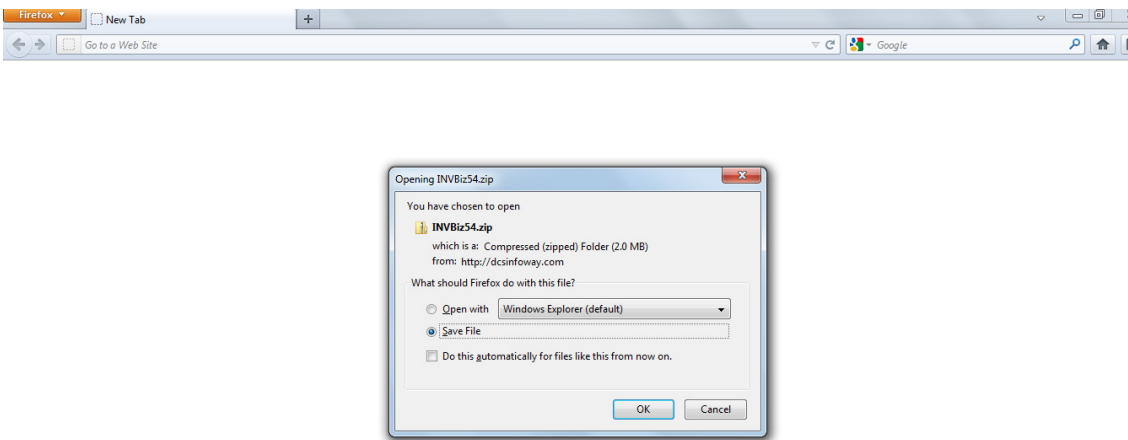 Firefox
New Tab
Go to a Web Site
Google
Opening INVBiz54.zip
You have chosen to open
INVBiz54.zip
which is a: Compressed (zipped) Folder (2.0 MB)
from: http://dcsinfoway.com
What should Firefox do with this file?
Open with Windows Explorer (default)
Save File
Do this automatically for files like this from now on.
OK Cancel